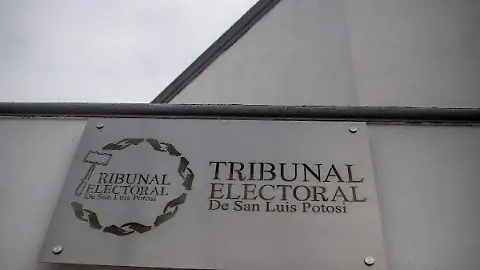 TRIBUNAL
ELECTORAL
De San Luis Potosí
TRIBUNAL
ELECTORAL
De San Luis Potosí